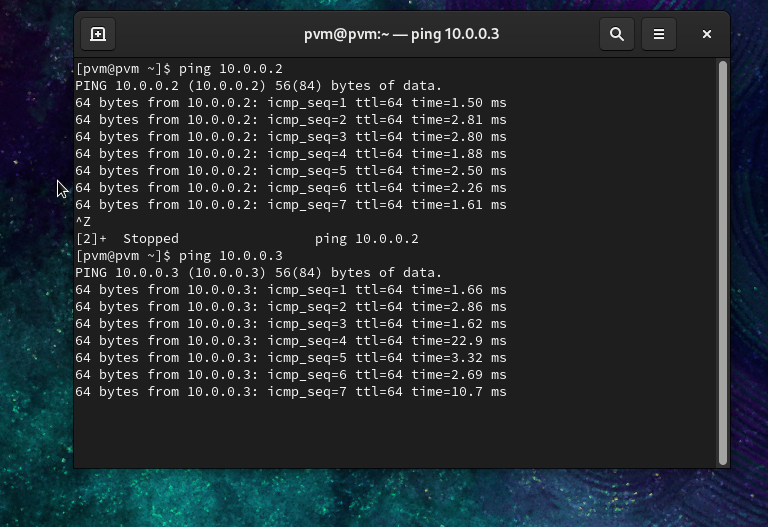 pvm@pvm:~ — ping 10.0.0.3
[pvm@pvm ~]$ ping 10.0.0.2
PING 10.0.0.2 (10.0.0.2) 56(84) bytes of data.
64 bytes from 10.0.0.2: icmp_seq=1 ttl=64 time=1.50 ms
64 bytes from 10.0.0.2: icmp_seq=2 ttl=64 time=2.81 ms
64 bytes from 10.0.0.2: icmp_seq=3 ttl=64 time=2.80 ms
64 bytes from 10.0.0.2: icmp_seq=4 ttl=64 time=1.88 ms
64 bytes from 10.0.0.2: icmp_seq=5 ttl=64 time=2.50 ms
64 bytes from 10.0.0.2: icmp_seq=6 ttl=64 time=2.26 ms
64 bytes from 10.0.0.2: icmp_seq=7 ttl=64 time=1.61 ms
^Z
[2]+  Stopped                 ping 10.0.0.2
[pvm@pvm ~]$ ping 10.0.0.3
PING 10.0.0.3 (10.0.0.3) 56(84) bytes of data.
64 bytes from 10.0.0.3: icmp_seq=1 ttl=64 time=1.66 ms
64 bytes from 10.0.0.3: icmp_seq=2 ttl=64 time=2.86 ms
64 bytes from 10.0.0.3: icmp_seq=3 ttl=64 time=1.62 ms
64 bytes from 10.0.0.3: icmp_seq=4 ttl=64 time=22.9 ms
64 bytes from 10.0.0.3: icmp_seq=5 ttl=64 time=3.32 ms
64 bytes from 10.0.0.3: icmp_seq=6 ttl=64 time=2.69 ms
64 bytes from 10.0.0.3: icmp_seq=7 ttl=64 time=10.7 ms